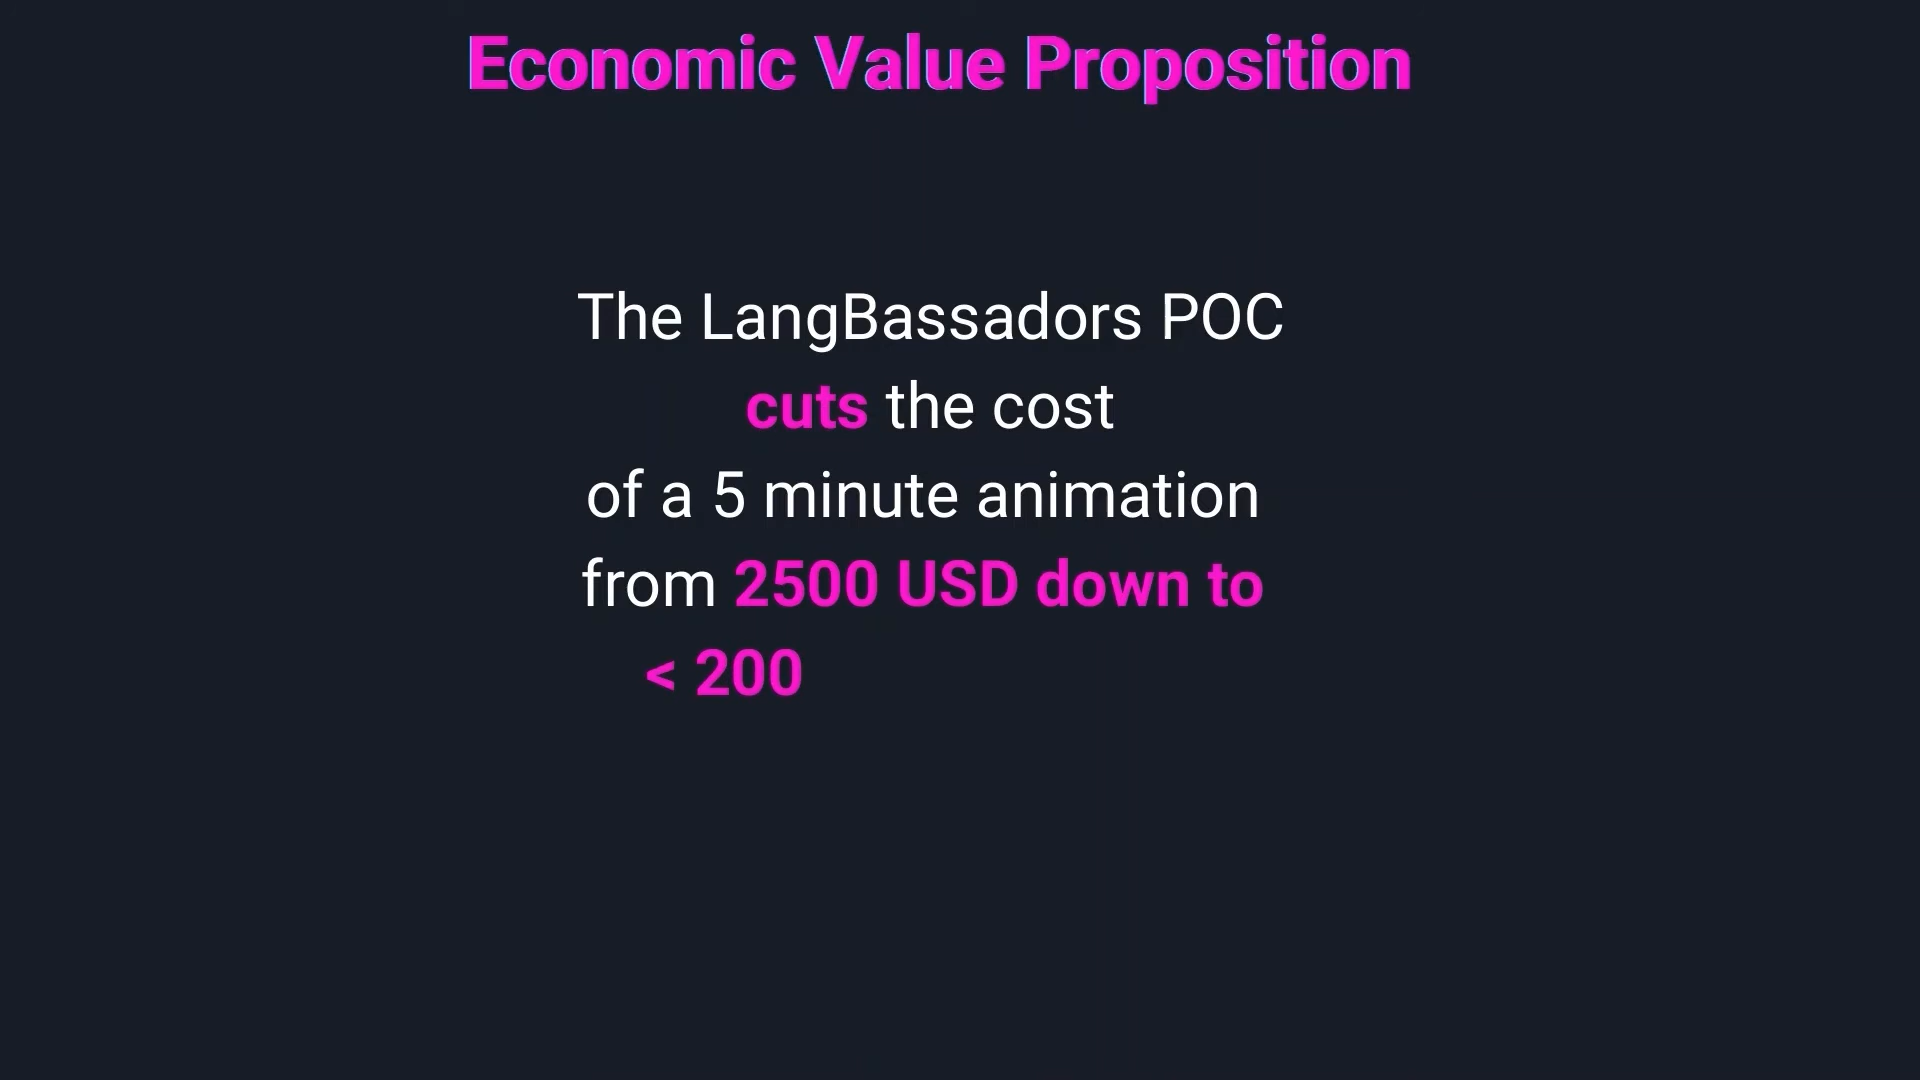 Economic Value Proposition
The LangBassadors POC
cuts the cost
of a 5 minute animation
from 2500 USD down to
< 200